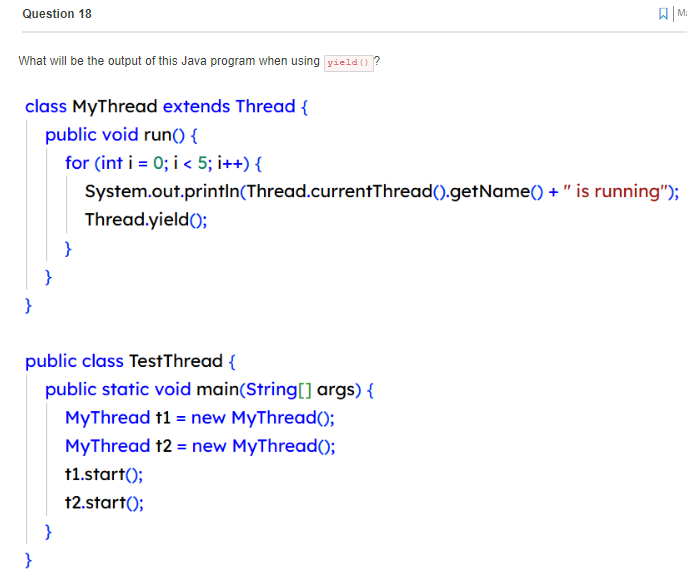 Question 18
What will be the output of this Java program when using yield()?
class MyThread extends Thread {
public void run() {
for (int i = 0; i < 5; i++) {
System.out.println(Thread.currentThread().getName() + " is running");
Thread.yield();
}
}
}
public class TestThread {
public static void main(String[] args) {
MyThread t1 = new MyThread();
MyThread t2 = new MyThread();
t1.start();
t2.start();
}
}